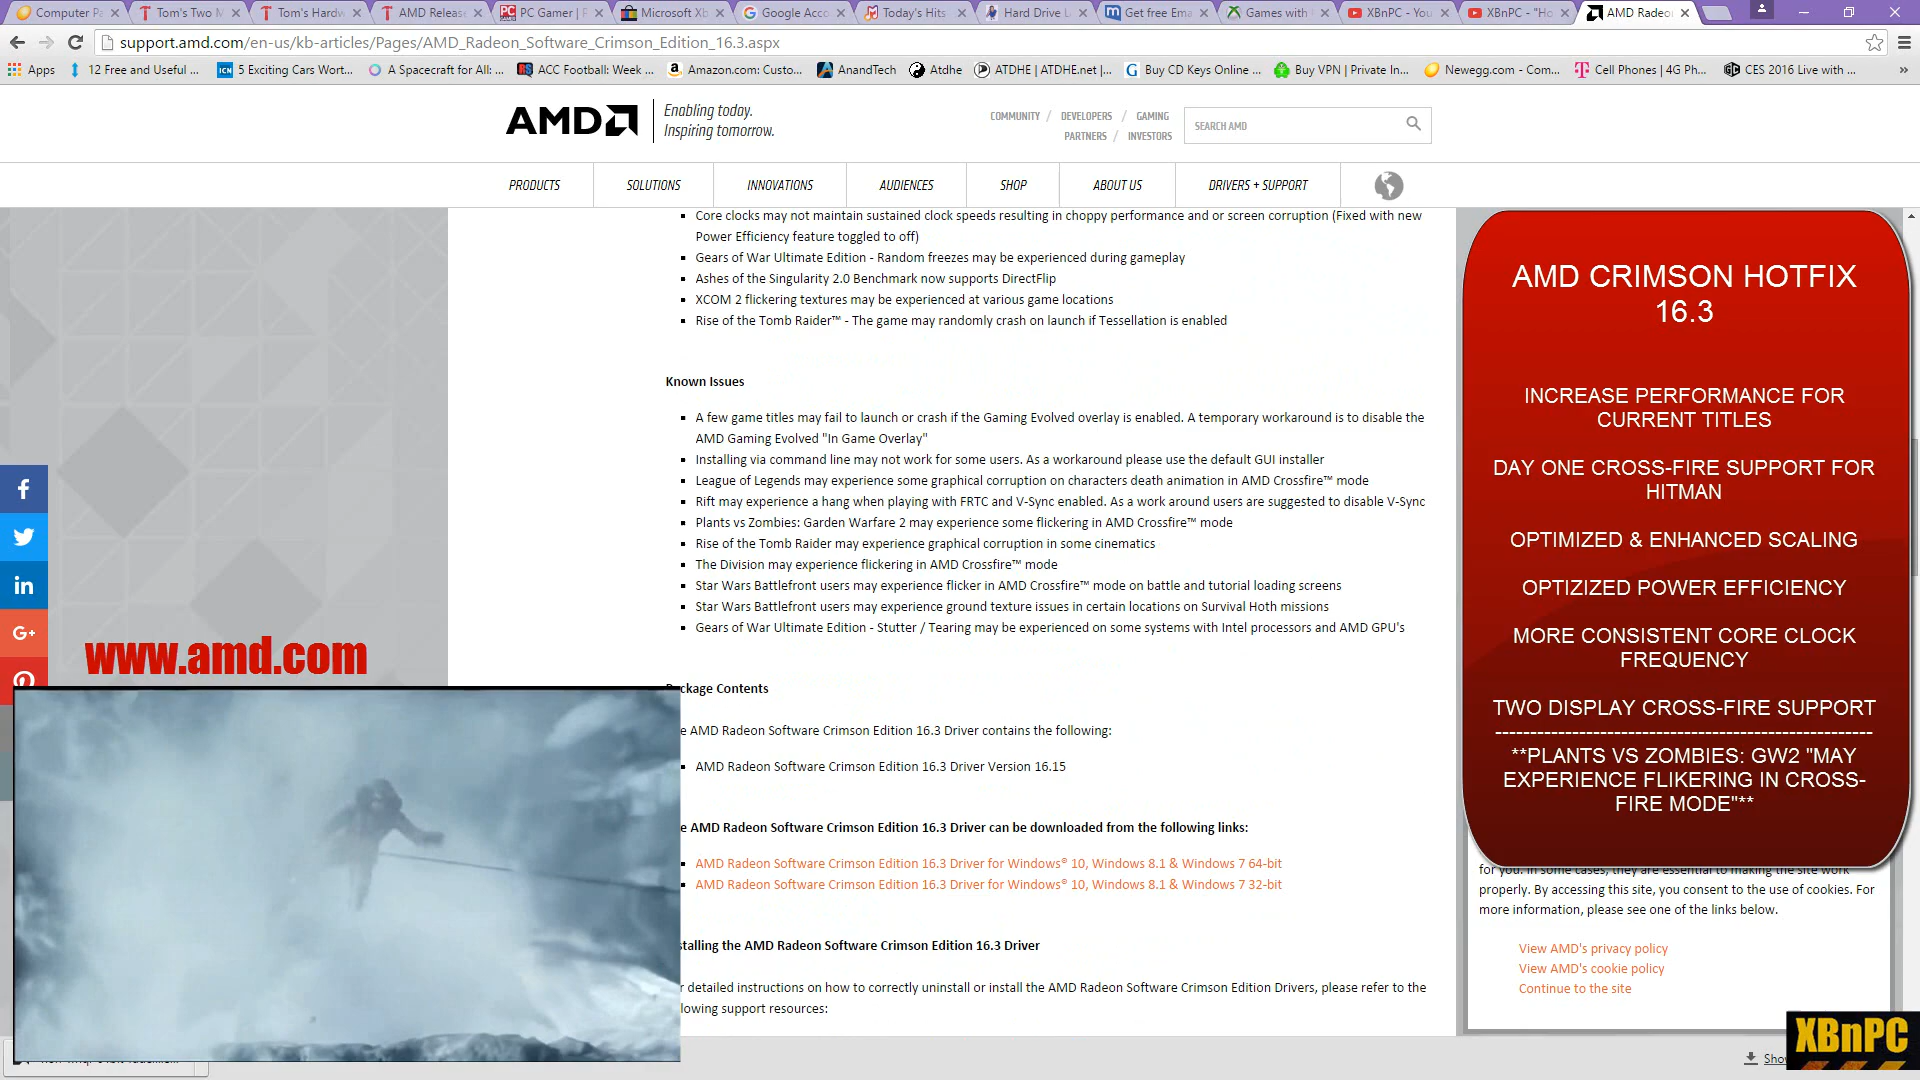 Computer Pa
Tom's Two M
Tom's Hardw
AMD Release
PC Gamer | P
Microsoft Xb
Google Acco
Today's Hits
Hard Drive L
Get free Ema
Games with
XBnPC - You
XBnPC - "Ho
AMD Radeo
support.amd.com/en-us/kb-articles/Pages/AMD_Radeon_Software_Crimson_Edition_16.3.aspx
Apps
12 Free and Useful ...
5 Exciting Cars Wort...
A Spacecraft for All: ...
ACC Football: Week ...
Amazon.com: Custo...
AnandTech
Atdhe
ATDHE | ATDHE.net |...
Buy CD Keys Online ...
Buy VPN | Private In...
Newegg.com - Com...
Cell Phones | 4G Ph...
CES 2016 Live with ...
AMD
Enabling today.
Inspiring tomorrow.
COMMUNITY / DEVELOPERS / GAMING
PARTNERS / INVESTORS
SEARCH AMD
PRODUCTS
SOLUTIONS
INNOVATIONS
AUDIENCES
SHOP
ABOUT US
DRIVERS + SUPPORT
Core clocks may not maintain sustained clock speeds resulting in choppy performance and or screen corruption (Fixed with new
Power Efficiency feature toggled to off)
Gears of War Ultimate Edition - Random freezes may be experienced during gameplay
Ashes of the Singularity 2.0 Benchmark now supports DirectFlip
XCOM 2 flickering textures may be experienced at various game locations
Rise of the Tomb Raider™ - The game may randomly crash on launch if Tessellation is enabled
Known Issues
A few game titles may fail to launch or crash if the Gaming Evolved overlay is enabled. A temporary workaround is to disable the
AMD Gaming Evolved "In Game Overlay"
Installing via command line may not work for some users. As a workaround please use the default GUI installer
League of Legends may experience some graphical corruption on characters death animation in AMD Crossfire™ mode
Rift may experience a hang when playing with FRTC and V-Sync enabled. As a work around users are suggested to disable V-Sync
Plants vs Zombies: Garden Warfare 2 may experience some flickering in AMD Crossfire™ mode
Rise of the Tomb Raider may experience graphical corruption in some cinematics
The Division may experience flickering in AMD Crossfire™ mode
Star Wars Battlefront users may experience flicker in AMD Crossfire™ mode on battle and tutorial loading screens
Star Wars Battlefront users may experience ground texture issues in certain locations on Survival Hoth missions
Gears of War Ultimate Edition - Stutter / Tearing may be experienced on some systems with Intel processors and AMD GPU's
www.amd.com
ckage Contents
e AMD Radeon Software Crimson Edition 16.3 Driver contains the following:
AMD Radeon Software Crimson Edition 16.3 Driver Version 16.15
e AMD Radeon Software Crimson Edition 16.3 Driver can be downloaded from the following links:
AMD Radeon Software Crimson Edition 16.3 Driver for Windows® 10, Windows 8.1 & Windows 7 64-bit
AMD Radeon Software Crimson Edition 16.3 Driver for Windows® 10, Windows 8.1 & Windows 7 32-bit
stalling the AMD Radeon Software Crimson Edition 16.3 Driver
r detailed instructions on how to correctly uninstall or install the AMD Radeon Software Crimson Edition Drivers, please refer to the
lowing support resources:
AMD CRIMSON HOTFIX
16.3
INCREASE PERFORMANCE FOR
CURRENT TITLES
DAY ONE CROSS-FIRE SUPPORT FOR
HITMAN
OPTIMIZED & ENHANCED SCALING
OPTIZIZED POWER EFFICIENCY
MORE CONSISTENT CORE CLOCK
FREQUENCY
TWO DISPLAY CROSS-FIRE SUPPORT
------------------------------------------------------
**PLANTS VS ZOMBIES: GW2 "MAY
EXPERIENCE FLIKERING IN CROSS-
FIRE MODE"**
for you. In some cases, they are essential to making the site work
properly. By accessing this site, you consent to the use of cookies. For
more information, please see one of the links below.
View AMD's privacy policy
View AMD's cookie policy
Continue to the site
Sho
XBnPC